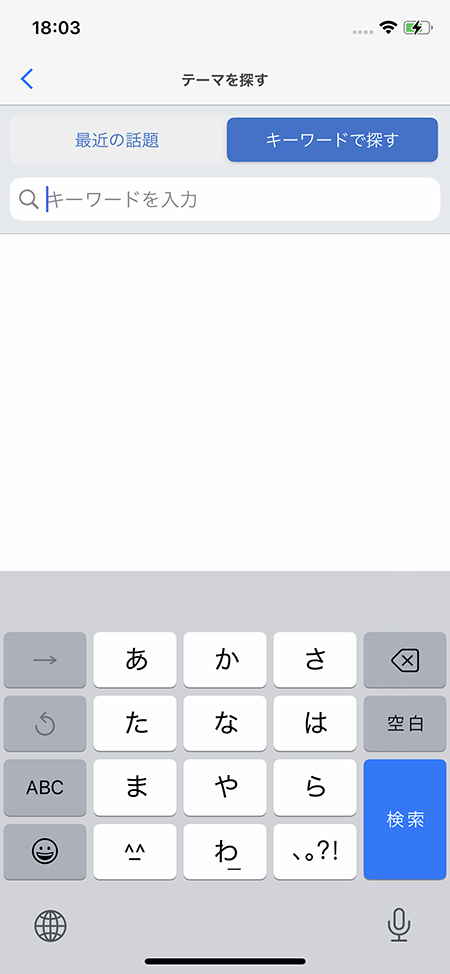 18:03
テーマを探す
最近の話題 キーワードで探す
キーワードを入力
→ あ か さ
た な は 空白
ABC ま や ら 検索
^^ わ 、。?!